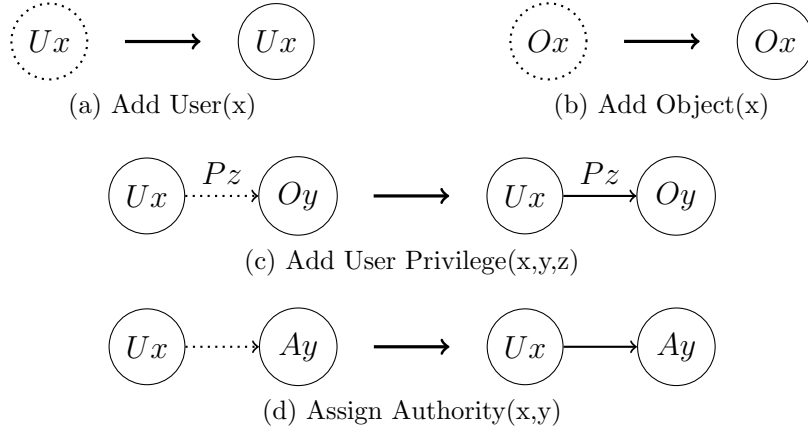 Ux Ux Ox Ox
(a) Add User(x) (b) Add Object(x)
Ux Pz Oy Ux Pz Oy
(c) Add User Privilege(x,y,z)
Ux Ay Ux Ay
(d) Assign Authority(x,y)